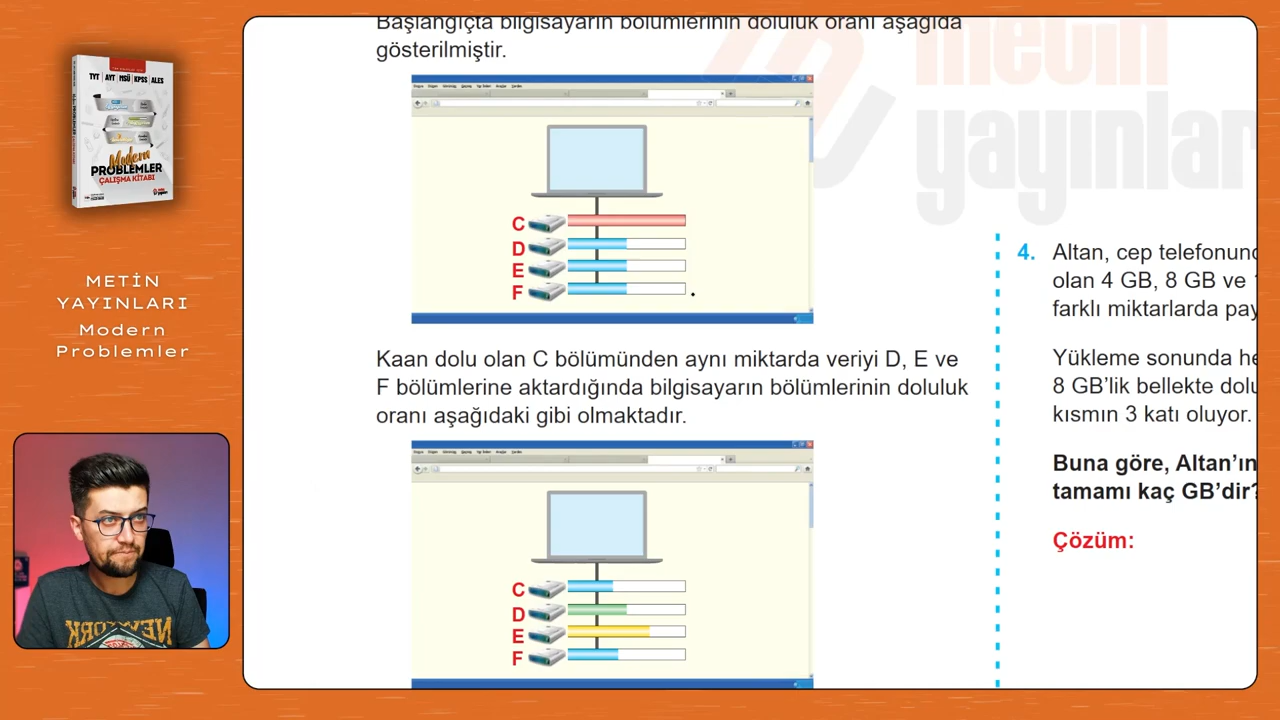 Başlangıçta bilgisayarın bölümlerinin doluluk oranı aşağıda
gösterilmiştir.
C
D
E
F
Kaan dolu olan C bölümünden aynı miktarda veriyi D, E ve
F bölümlerine aktardığında bilgisayarın bölümlerinin doluluk
oranı aşağıdaki gibi olmaktadır.
C
D
E
F
4. Altan, cep telefonund
olan 4 GB, 8 GB ve
farklı miktarlarda pay
Yükleme sonunda he
8 GB’lik bellekte dolu
kısmın 3 katı oluyor.
Buna göre, Altan’ın
tamamı kaç GB’dir?
Çözüm:
metin
yayınlar
TYT AYT MSÜ KPSS ALES
Modern
PROBLEMLER
ÇALIŞMA KİTABI
METİN
YAYINLARI
Modern
Problemler
NEW YORK